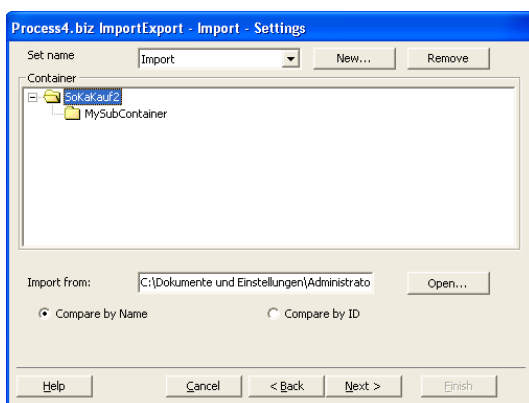 Process4.biz ImportExport - Import - Settings
Set name Import New... Remove
Container
SoKaKauf2
MySubContainer
Import from: C:\Dokumente und Einstellungen\Administrato Open...
Compare by Name Compare by ID
Help Cancel < Back Next > Finish